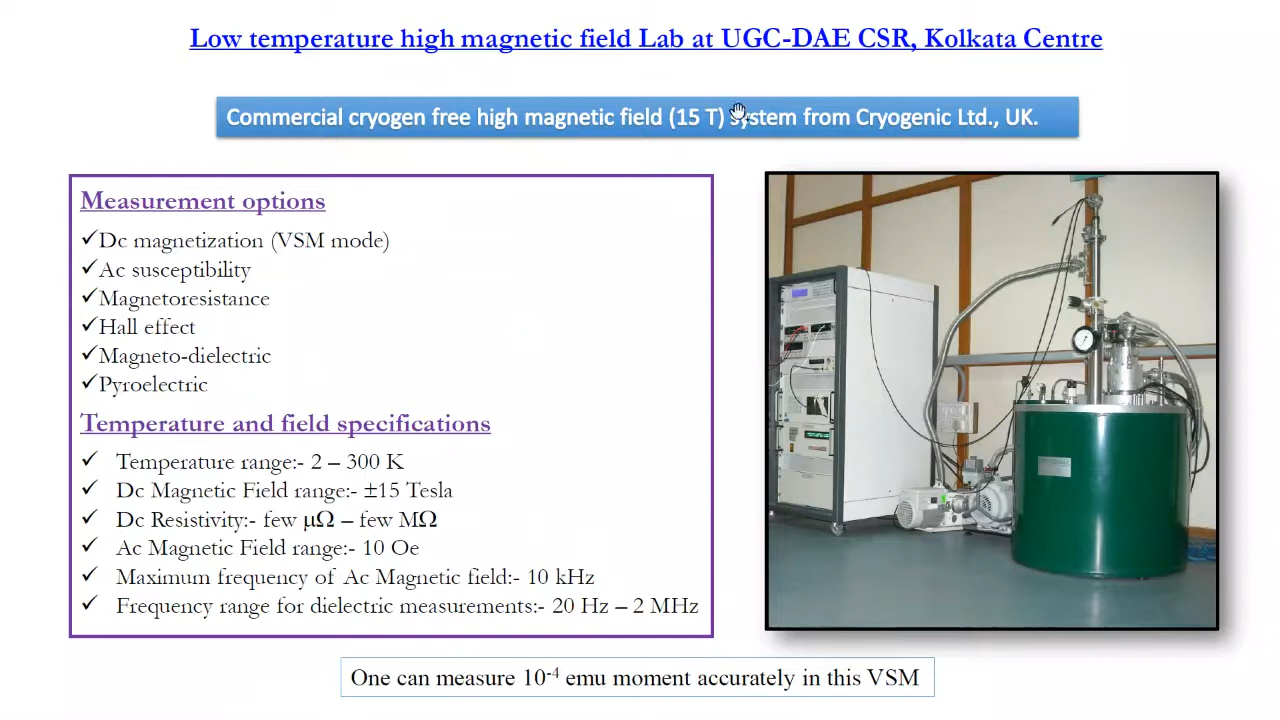 Low temperature high magnetic field Lab at UGC-DAE CSR, Kolkata Centre
Commercial cryogen free high magnetic field (15 T) system from Cryogenic Ltd., UK.
Measurement options
✓Dc magnetization (VSM mode)
✓Ac susceptibility
✓Magnetoresistance
✓Hall effect
✓Magneto-dielectric
✓Pyroelectric
Temperature and field specifications
✓ Temperature range:- 2 – 300 K
✓ Dc Magnetic Field range:- ±15 Tesla
✓ Dc Resistivity:- few μΩ – few MΩ
✓ Ac Magnetic Field range:- 10 Oe
✓ Maximum frequency of Ac Magnetic field:- 10 kHz
✓ Frequency range for dielectric measurements:- 20 Hz – 2 MHz
One can measure 10⁻⁴ emu moment accurately in this VSM